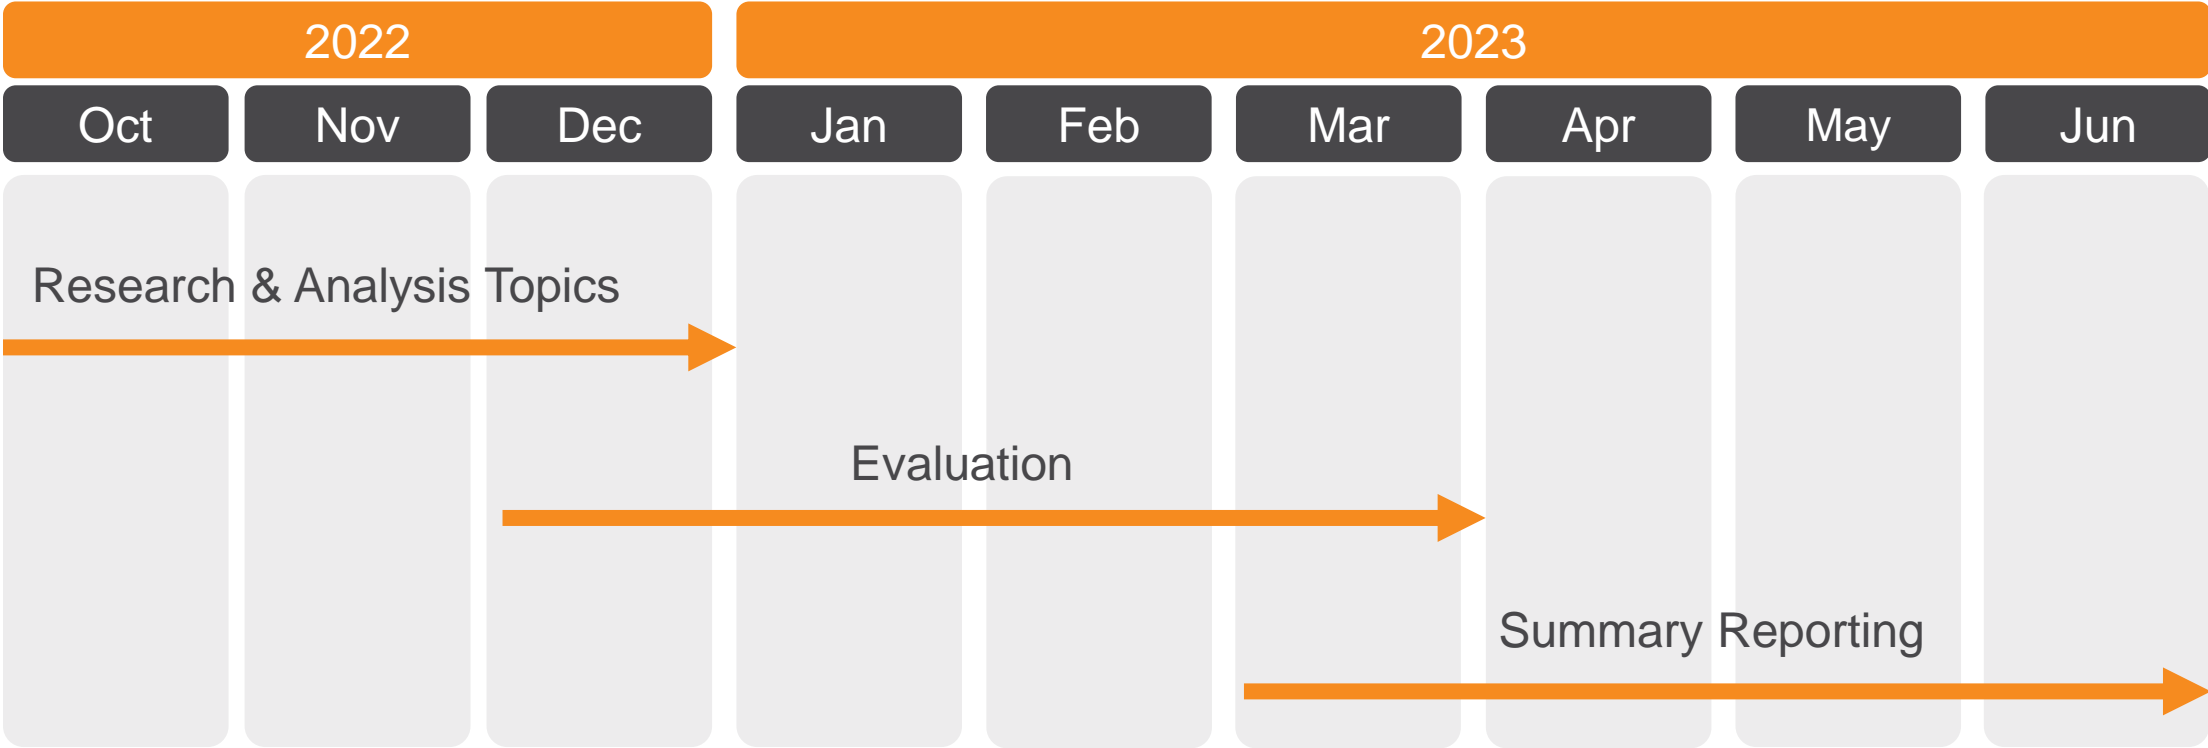 2022 2023
Oct Nov Dec Jan Feb Mar Apr May Jun
Research & Analysis Topics
Evaluation
Summary Reporting